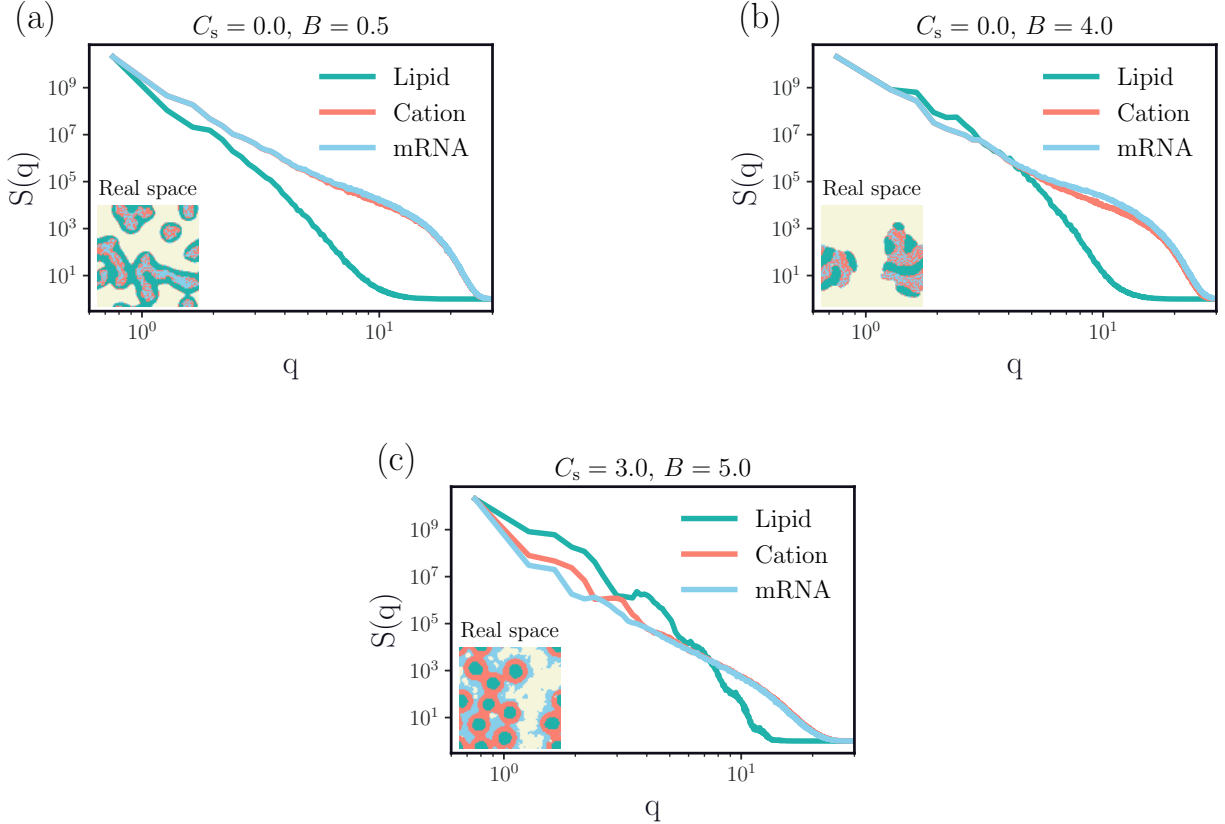 (a)
C_s = 0.0, B = 0.5
Lipid
Cation
mRNA
Real space
S(q)
10^9
10^7
10^5
10^3
10^1
10^0
10^1
q
(b)
C_s = 0.0, B = 4.0
Lipid
Cation
mRNA
Real space
S(q)
10^9
10^7
10^5
10^3
10^1
10^0
10^1
q
(c)
C_s = 3.0, B = 5.0
Lipid
Cation
mRNA
Real space
S(q)
10^9
10^7
10^5
10^3
10^1
10^0
10^1
q